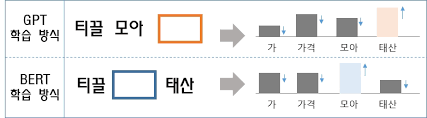 GPT
학습 방식
티끌 모아
가 가격 모아 태산
BERT
학습 방식
티끌 태산
가 가격 모아 태산